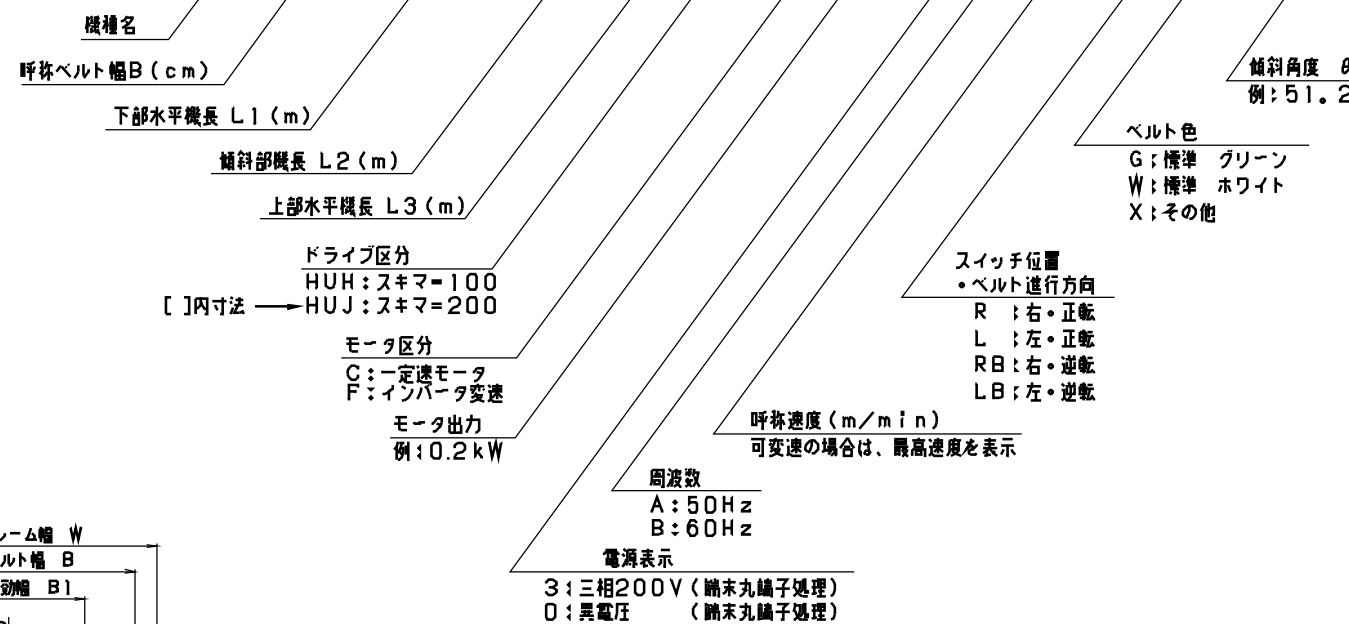 機種名
呼称ベルト幅B(cm)
下部水平機長 L1(m)
傾斜部機長 L2(m)
上部水平機長 L3(m)
ドライブ区分
HUH:スキマ=100
[ ]内寸法
HUJ:スキマ=200
モータ区分
C:一定速モータ
F:インバータ変速
モータ出力
例:0.2kW
電源表示
3:三相200V(端末丸端子処理)
0:異電圧 (端末丸端子処理)
周波数
A:50Hz
B:60Hz
呼称速度(m/min)
可変速の場合は、最高速度を表示
スイッチ位置
・ベルト進行方向
R :右・正転
L :左・正転
RB:右・逆転
LB:左・逆転
ベルト色
G:標準 グリーン
W:標準 ホワイト
X:その他
傾斜角度 θ
例:51.2
レーム幅 W
ルト幅 B
効幅 B1